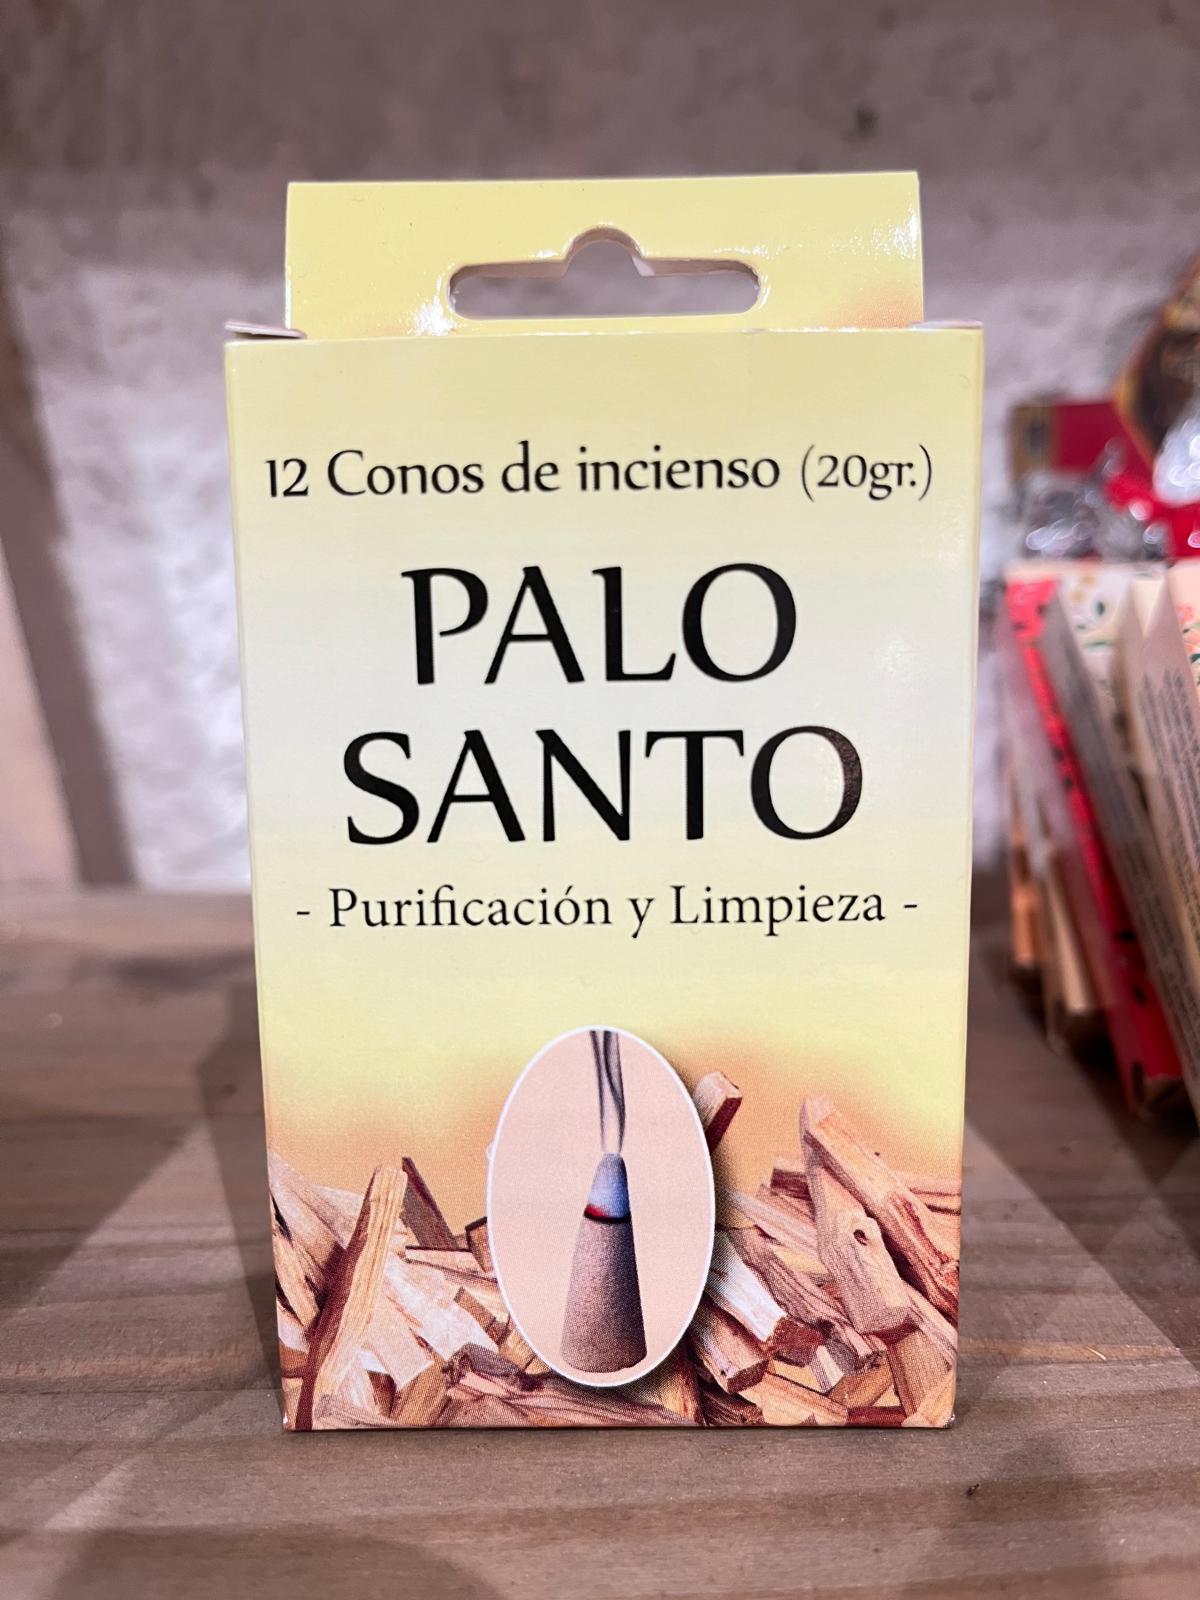 12 Conos de incienso (20gr.)
PALO
SANTO
- Purificación y Limpieza -